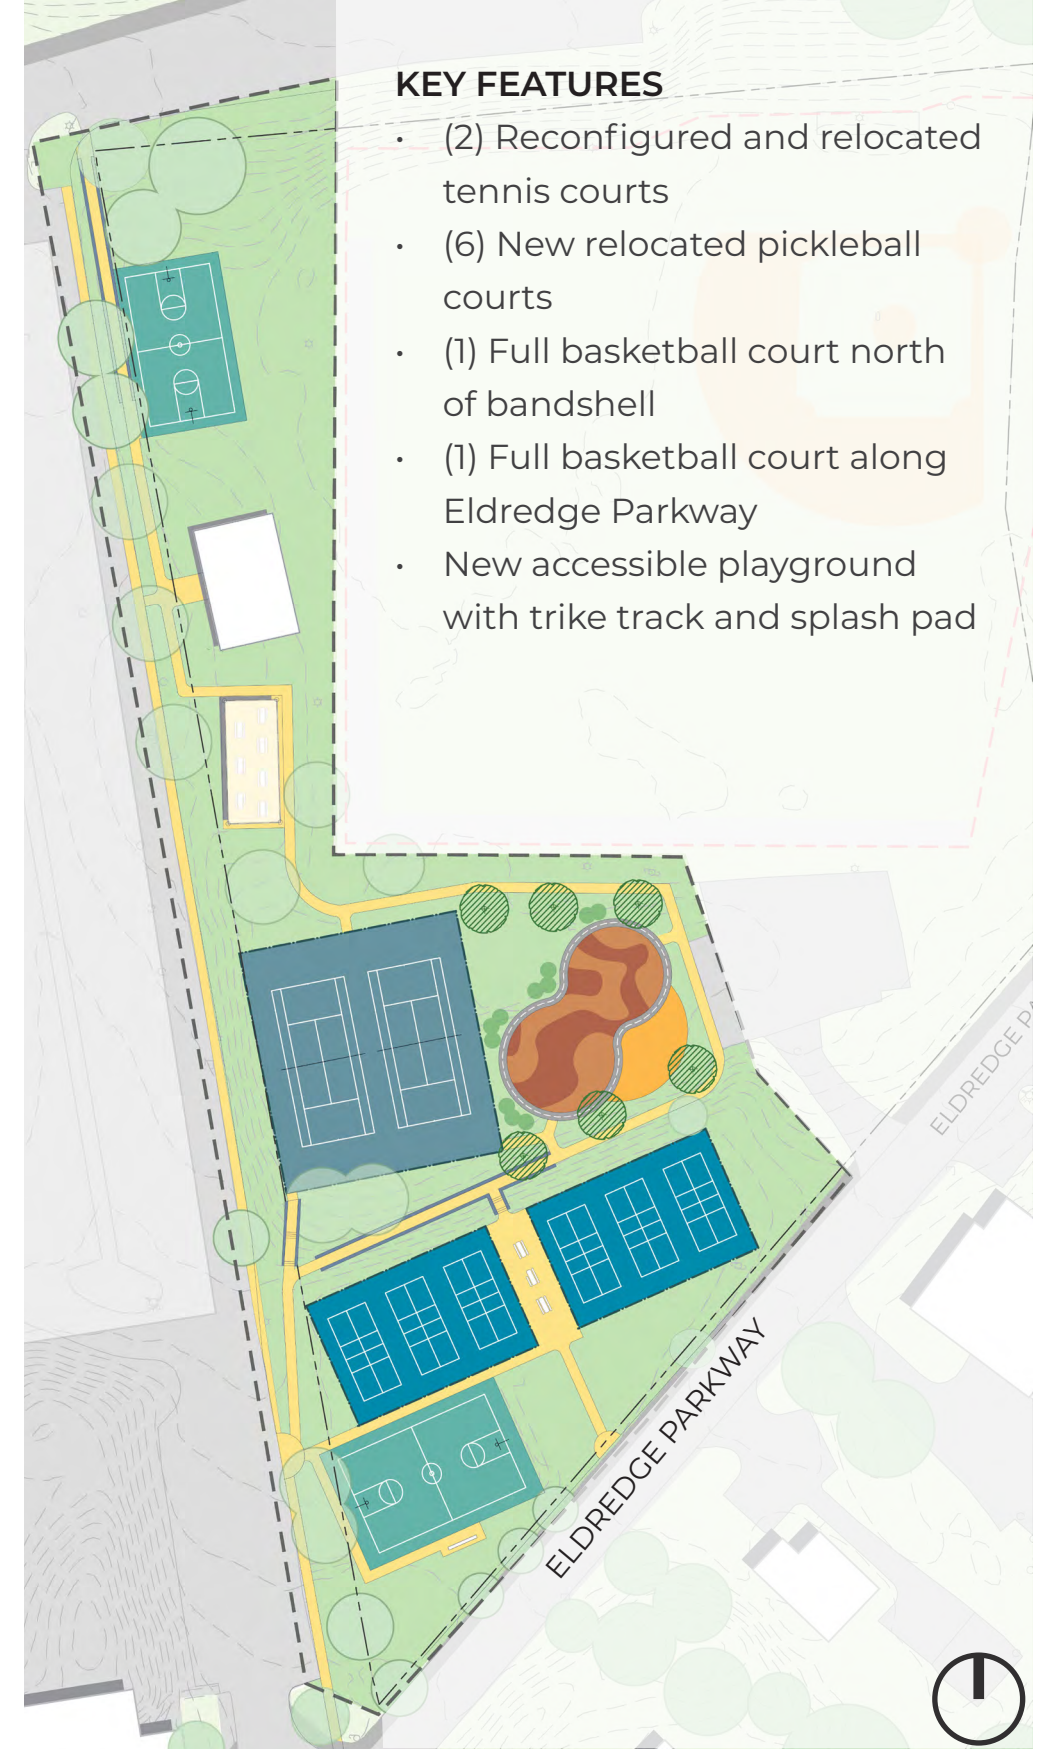 KEY FEATURES
• (2) Reconfigured and relocated
tennis courts
• (6) New relocated pickleball
courts
• (1) Full basketball court north
of bandshell
• (1) Full basketball court along
Eldredge Parkway
• New accessible playground
with trike track and splash pad
ELDREDGE PA
ELDREDGE PARKWAY